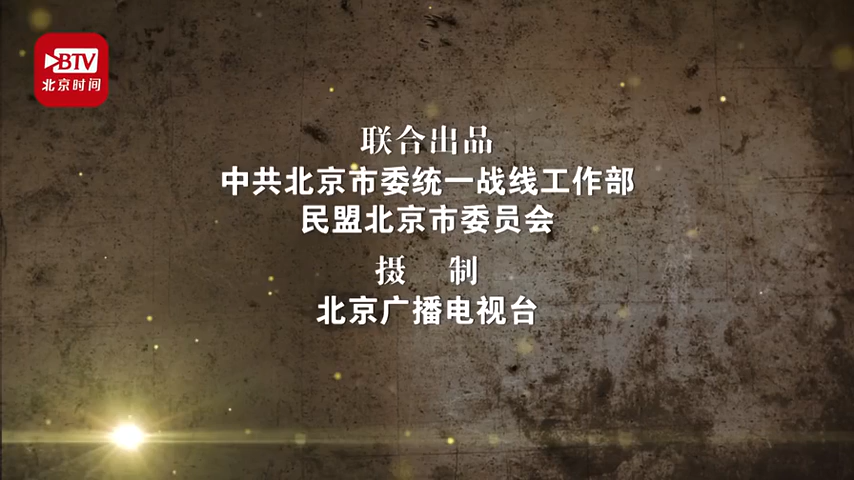 BTV
北京时间
联合出品
中共北京市委统一战线工作部
民盟北京市委员会
摄 制
北京广播电视台